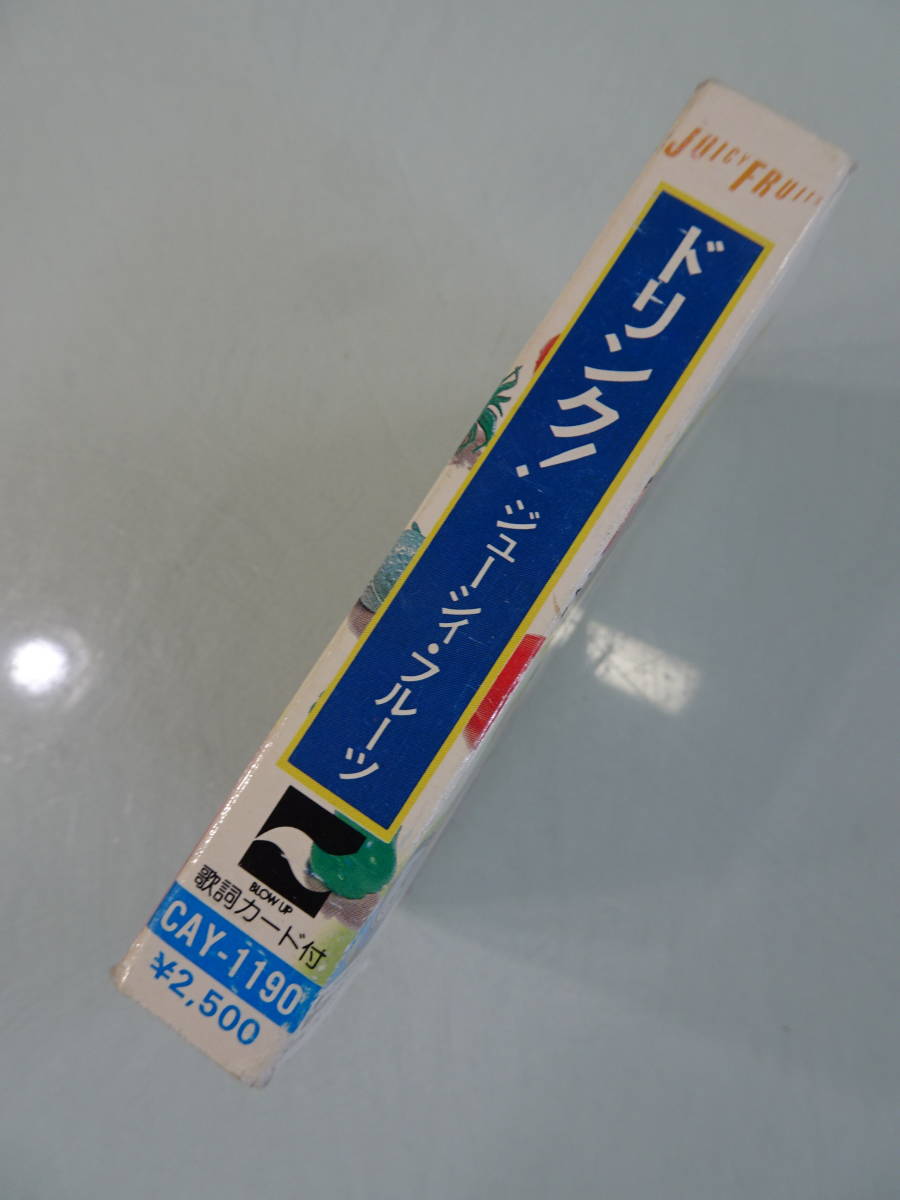 JUICY FRUITS
ドリンク!
ジューシィ・フルーツ
BLOW UP
歌詞カード付
CAY-1190
¥2,500